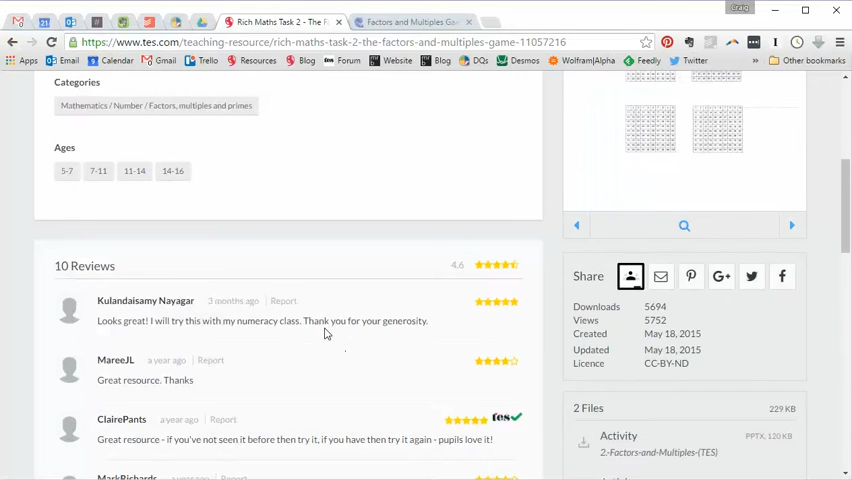 Craig
Rich Maths Task 2 - The F
Factors and Multiples Gam
https://www.tes.com/teaching-resource/rich-maths-task-2-the-factors-and-multiples-game-11057216
Apps Email Calendar Gmail Trello Resources Blog Forum Website Blog DQs Desmos Wolfram|Alpha Feedly Twitter » Other bookmarks
Categories
Mathematics / Number / Factors, multiples and primes
Ages
5-7 7-11 11-14 14-16
10 Reviews 4.6
Kulandaisamy Nayagar 3 months ago Report
Looks great! I will try this with my numeracy class. Thank you for your generosity.
MareeJL a year ago Report
Great resource. Thanks
ClairePants a year ago Report tes
Great resource - if you've not seen it before then try it, if you have then try it again - pupils love it!
MarkRichards a year ago Report
Share G+
Downloads 5694
Views 5752
Created May 18, 2015
Updated May 18, 2015
Licence CC-BY-ND
2 Files 229 KB
Activity PPTX, 120 KB
2.-Factors-and-Multiples-(TES)